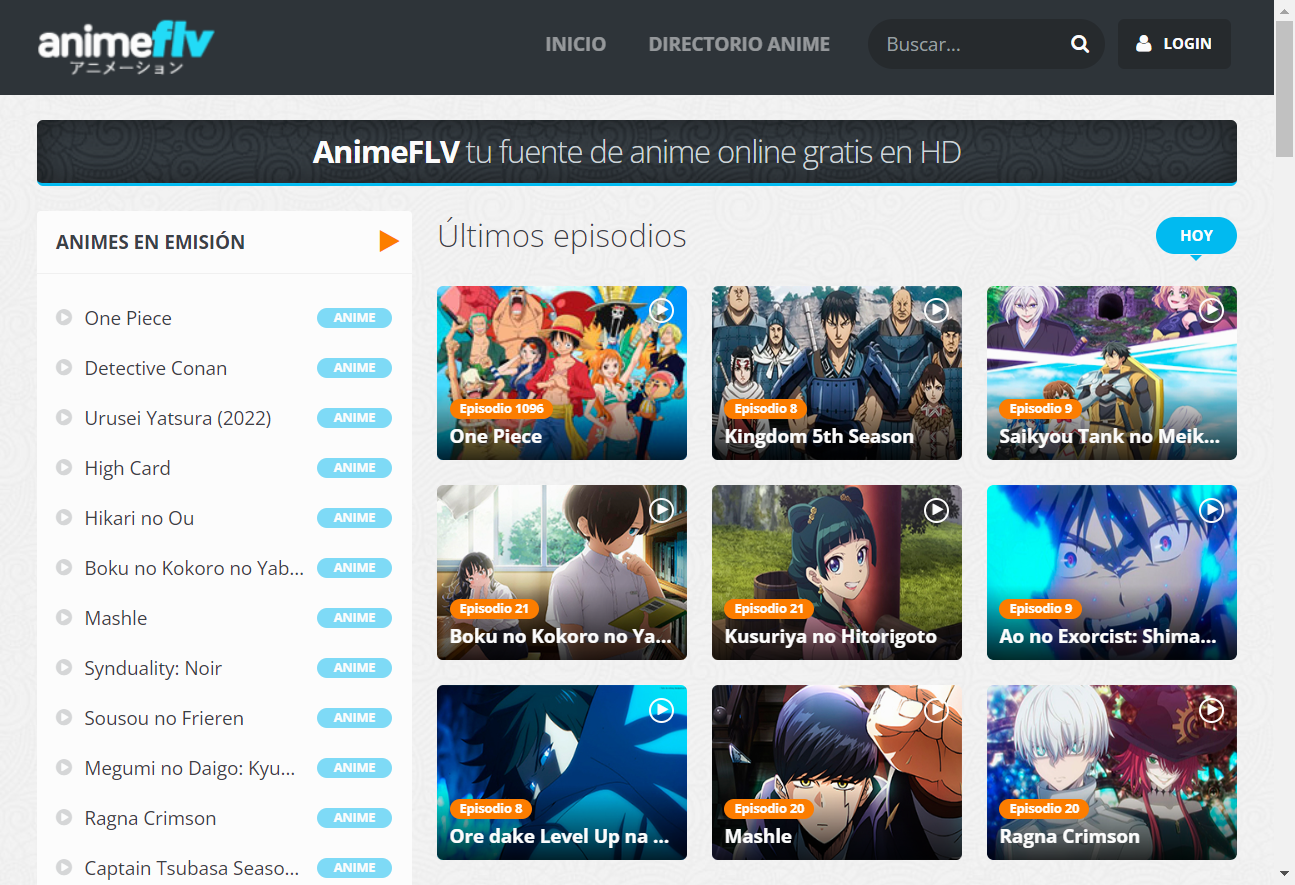 animeflv
アニメーション
INICIO
DIRECTORIO ANIME
Buscar...
LOGIN
AnimeFLV tu fuente de anime online gratis en HD
ANIMES EN EMISIÓN
One Piece ANIME
Detective Conan ANIME
Urusei Yatsura (2022) ANIME
High Card ANIME
Hikari no Ou ANIME
Boku no Kokoro no Yab... ANIME
Mashle ANIME
Synduality: Noir ANIME
Sousou no Frieren ANIME
Megumi no Daigo: Kyu... ANIME
Ragna Crimson ANIME
Captain Tsubasa Seaso... ANIME
Últimos episodios
HOY
Episodio 1096
One Piece
Episodio 8
Kingdom 5th Season
Episodio 9
Saikyou Tank no Meik...
Episodio 21
Boku no Kokoro no Ya...
Episodio 21
Kusuriya no Hitorigoto
Episodio 9
Ao no Exorcist: Shima...
Episodio 8
Ore dake Level Up na ...
Episodio 20
Mashle
Episodio 20
Ragna Crimson